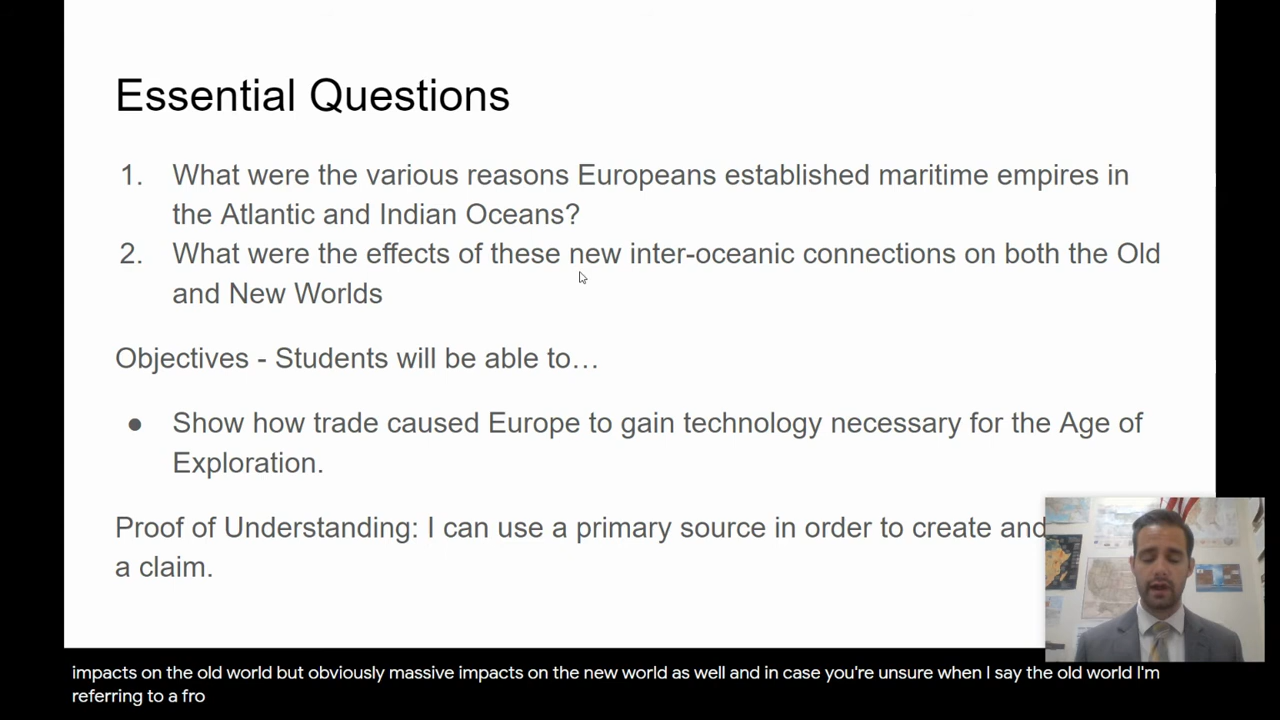 Essential Questions
1. What were the various reasons Europeans established maritime empires in
the Atlantic and Indian Oceans?
2. What were the effects of these new inter-oceanic connections on both the Old
and New Worlds
Objectives - Students will be able to…
● Show how trade caused Europe to gain technology necessary for the Age of
Exploration.
Proof of Understanding: I can use a primary source in order to create and
a claim.
impacts on the old world but obviously massive impacts on the new world as well and in case you're unsure when I say the old world I'm
referring to a fro